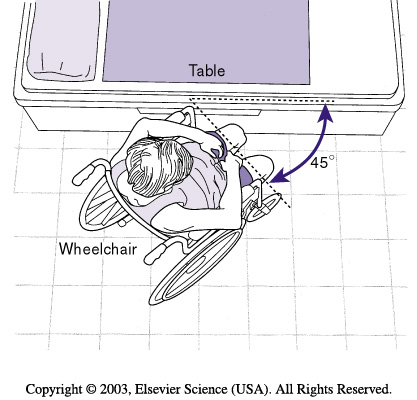 Table
45°
Wheelchair
Copyright © 2003, Elsevier Science (USA). All Rights Reserved.